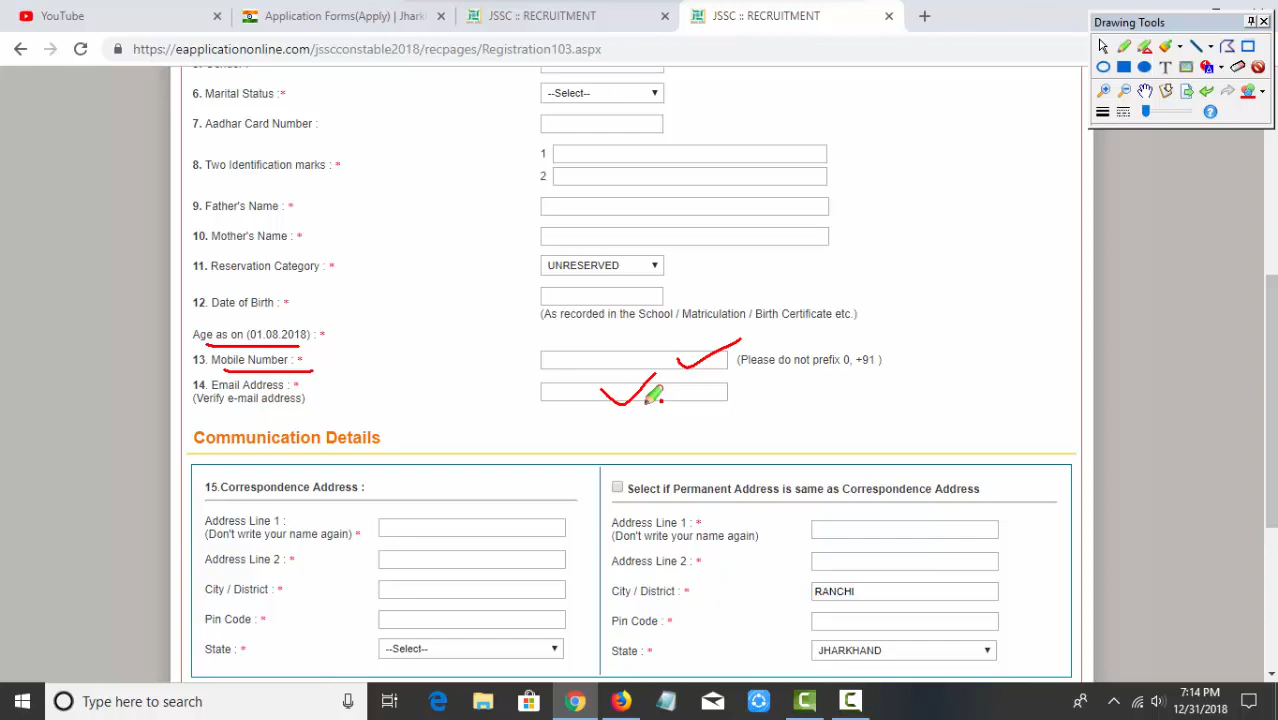 YouTube
Application Forms(Apply) | Jhark
JSSC :: RECRUITMENT
JSSC :: RECRUITMENT
Drawing Tools
https://eapplicationonline.com/jsscconstable2018/recpages/Registration103.aspx
6. Marital Status :*
--Select--
7. Aadhar Card Number :
8. Two Identification marks : *
1
2
9. Father's Name : *
10. Mother's Name : *
11. Reservation Category : *
UNRESERVED
12. Date of Birth : *
(As recorded in the School / Matriculation / Birth Certificate etc.)
Age as on (01.08.2018) : *
13. Mobile Number : *
(Please do not prefix 0, +91 )
14. Email Address : *
(Verify e-mail address)
Communication Details
15.Correspondence Address :
Select if Permanent Address is same as Correspondence Address
Address Line 1 :
(Don't write your name again) *
Address Line 1 : *
(Don't write your name again)
Address Line 2 : *
Address Line 2 : *
City / District : *
City / District : *
RANCHI
Pin Code : *
Pin Code : *
State : *
--Select--
State : *
JHARKHAND
Type here to search
7:14 PM
12/31/2018